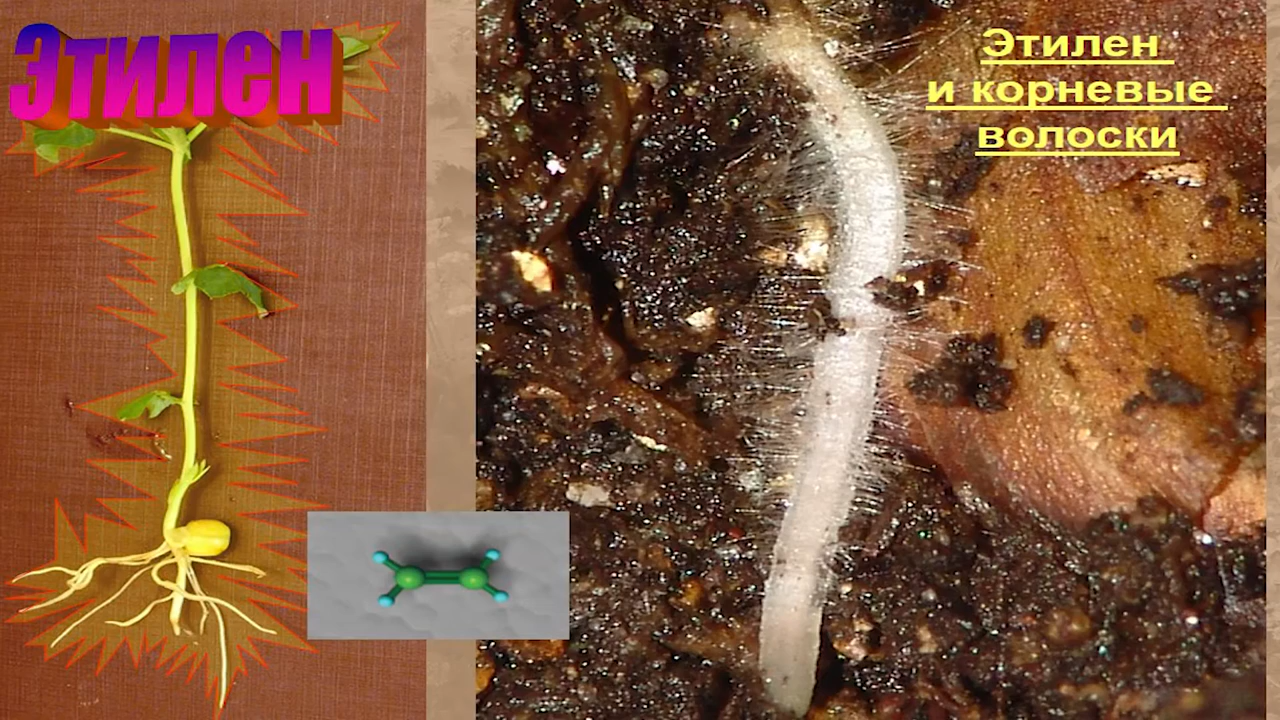 Этилен
Этилен
и корневые
волоски